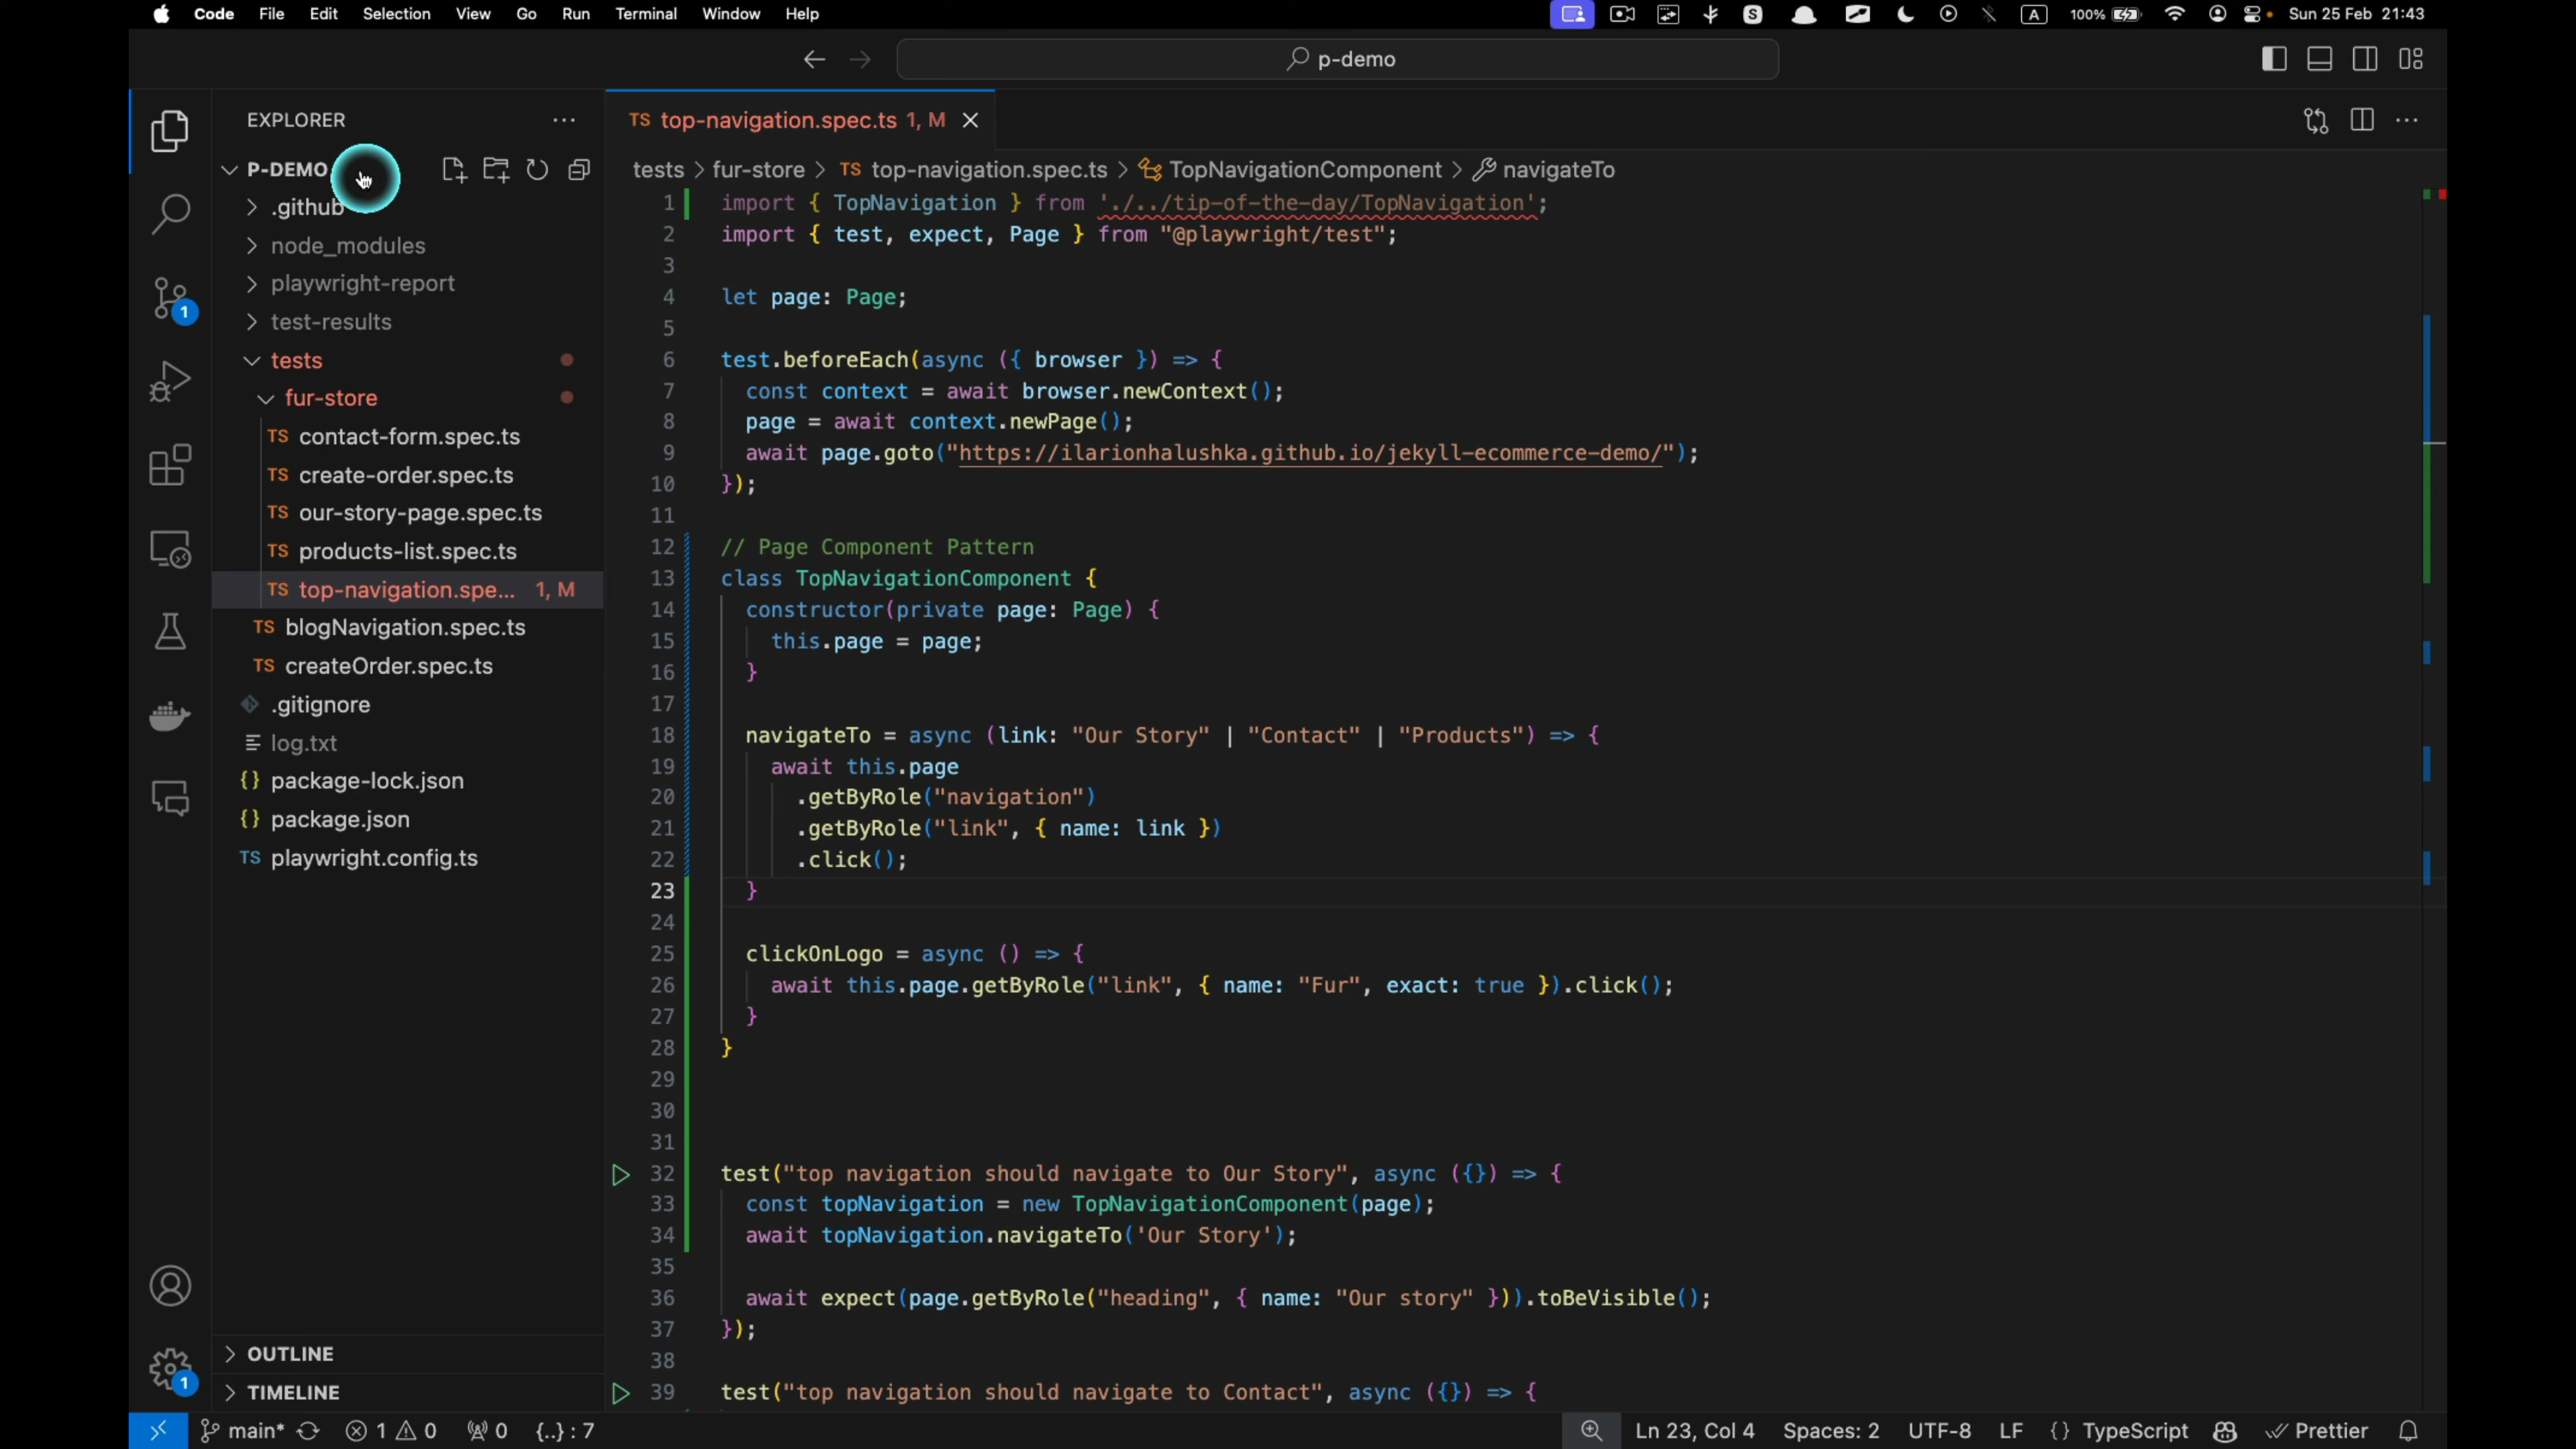 Code File Edit Selection View Go Run Terminal Window Help
S A 100% Sun 25 Feb 21:43
p-demo
EXPLORER
P-DEMO
.github
node_modules
playwright-report
test-results
tests
fur-store
TS contact-form.spec.ts
TS create-order.spec.ts
TS our-story-page.spec.ts
TS products-list.spec.ts
TS top-navigation.spe... 1, M
TS blogNavigation.spec.ts
TS createOrder.spec.ts
.gitignore
log.txt
{} package-lock.json
{} package.json
TS playwright.config.ts
OUTLINE
TIMELINE
1
1
TS top-navigation.spec.ts 1, M
tests > fur-store > TS top-navigation.spec.ts > TopNavigationComponent > navigateTo
1 import { TopNavigation } from './../tip-of-the-day/TopNavigation';
2 import { test, expect, Page } from "@playwright/test";
3
4 let page: Page;
5
6 test.beforeEach(async ({ browser }) => {
7 const context = await browser.newContext();
8 page = await context.newPage();
9 await page.goto("https://ilarionhalushka.github.io/jekyll-ecommerce-demo/");
10 });
11
12 // Page Component Pattern
13 class TopNavigationComponent {
14 constructor(private page: Page) {
15 this.page = page;
16 }
17
18 navigateTo = async (link: "Our Story" | "Contact" | "Products") => {
19 await this.page
20 .getByRole("navigation")
21 .getByRole("link", { name: link })
22 .click();
23 }
24
25 clickOnLogo = async () => {
26 await this.page.getByRole("link", { name: "Fur", exact: true }).click();
27 }
28 }
29
30
31
32 test("top navigation should navigate to Our Story", async ({}) => {
33 const topNavigation = new TopNavigationComponent(page);
34 await topNavigation.navigateTo('Our Story');
35
36 await expect(page.getByRole("heading", { name: "Our story" })).toBeVisible();
37 });
38
39 test("top navigation should navigate to Contact", async ({}) => {
main* 1 0 0 {..} : 7
Ln 23, Col 4 Spaces: 2 UTF-8 LF {} TypeScript Prettier